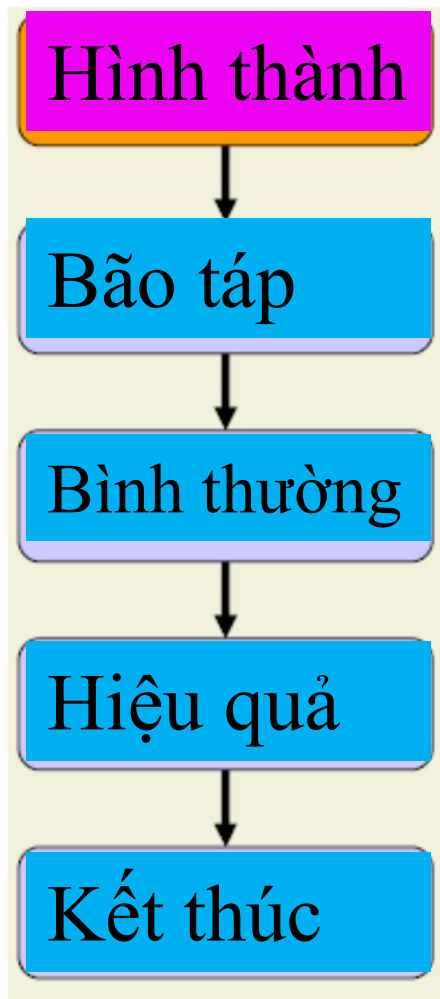 Hình thành
Bão táp
Bình thường
Hiệu quả
Kết thúc